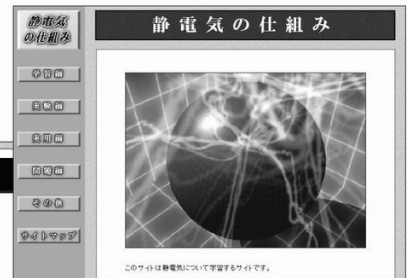 静電気
の仕組み
静電気の仕組み
学習編
実験編
実用編
問題編
その他
サイトマップ
このサイトは静電気について学習するサイトです。